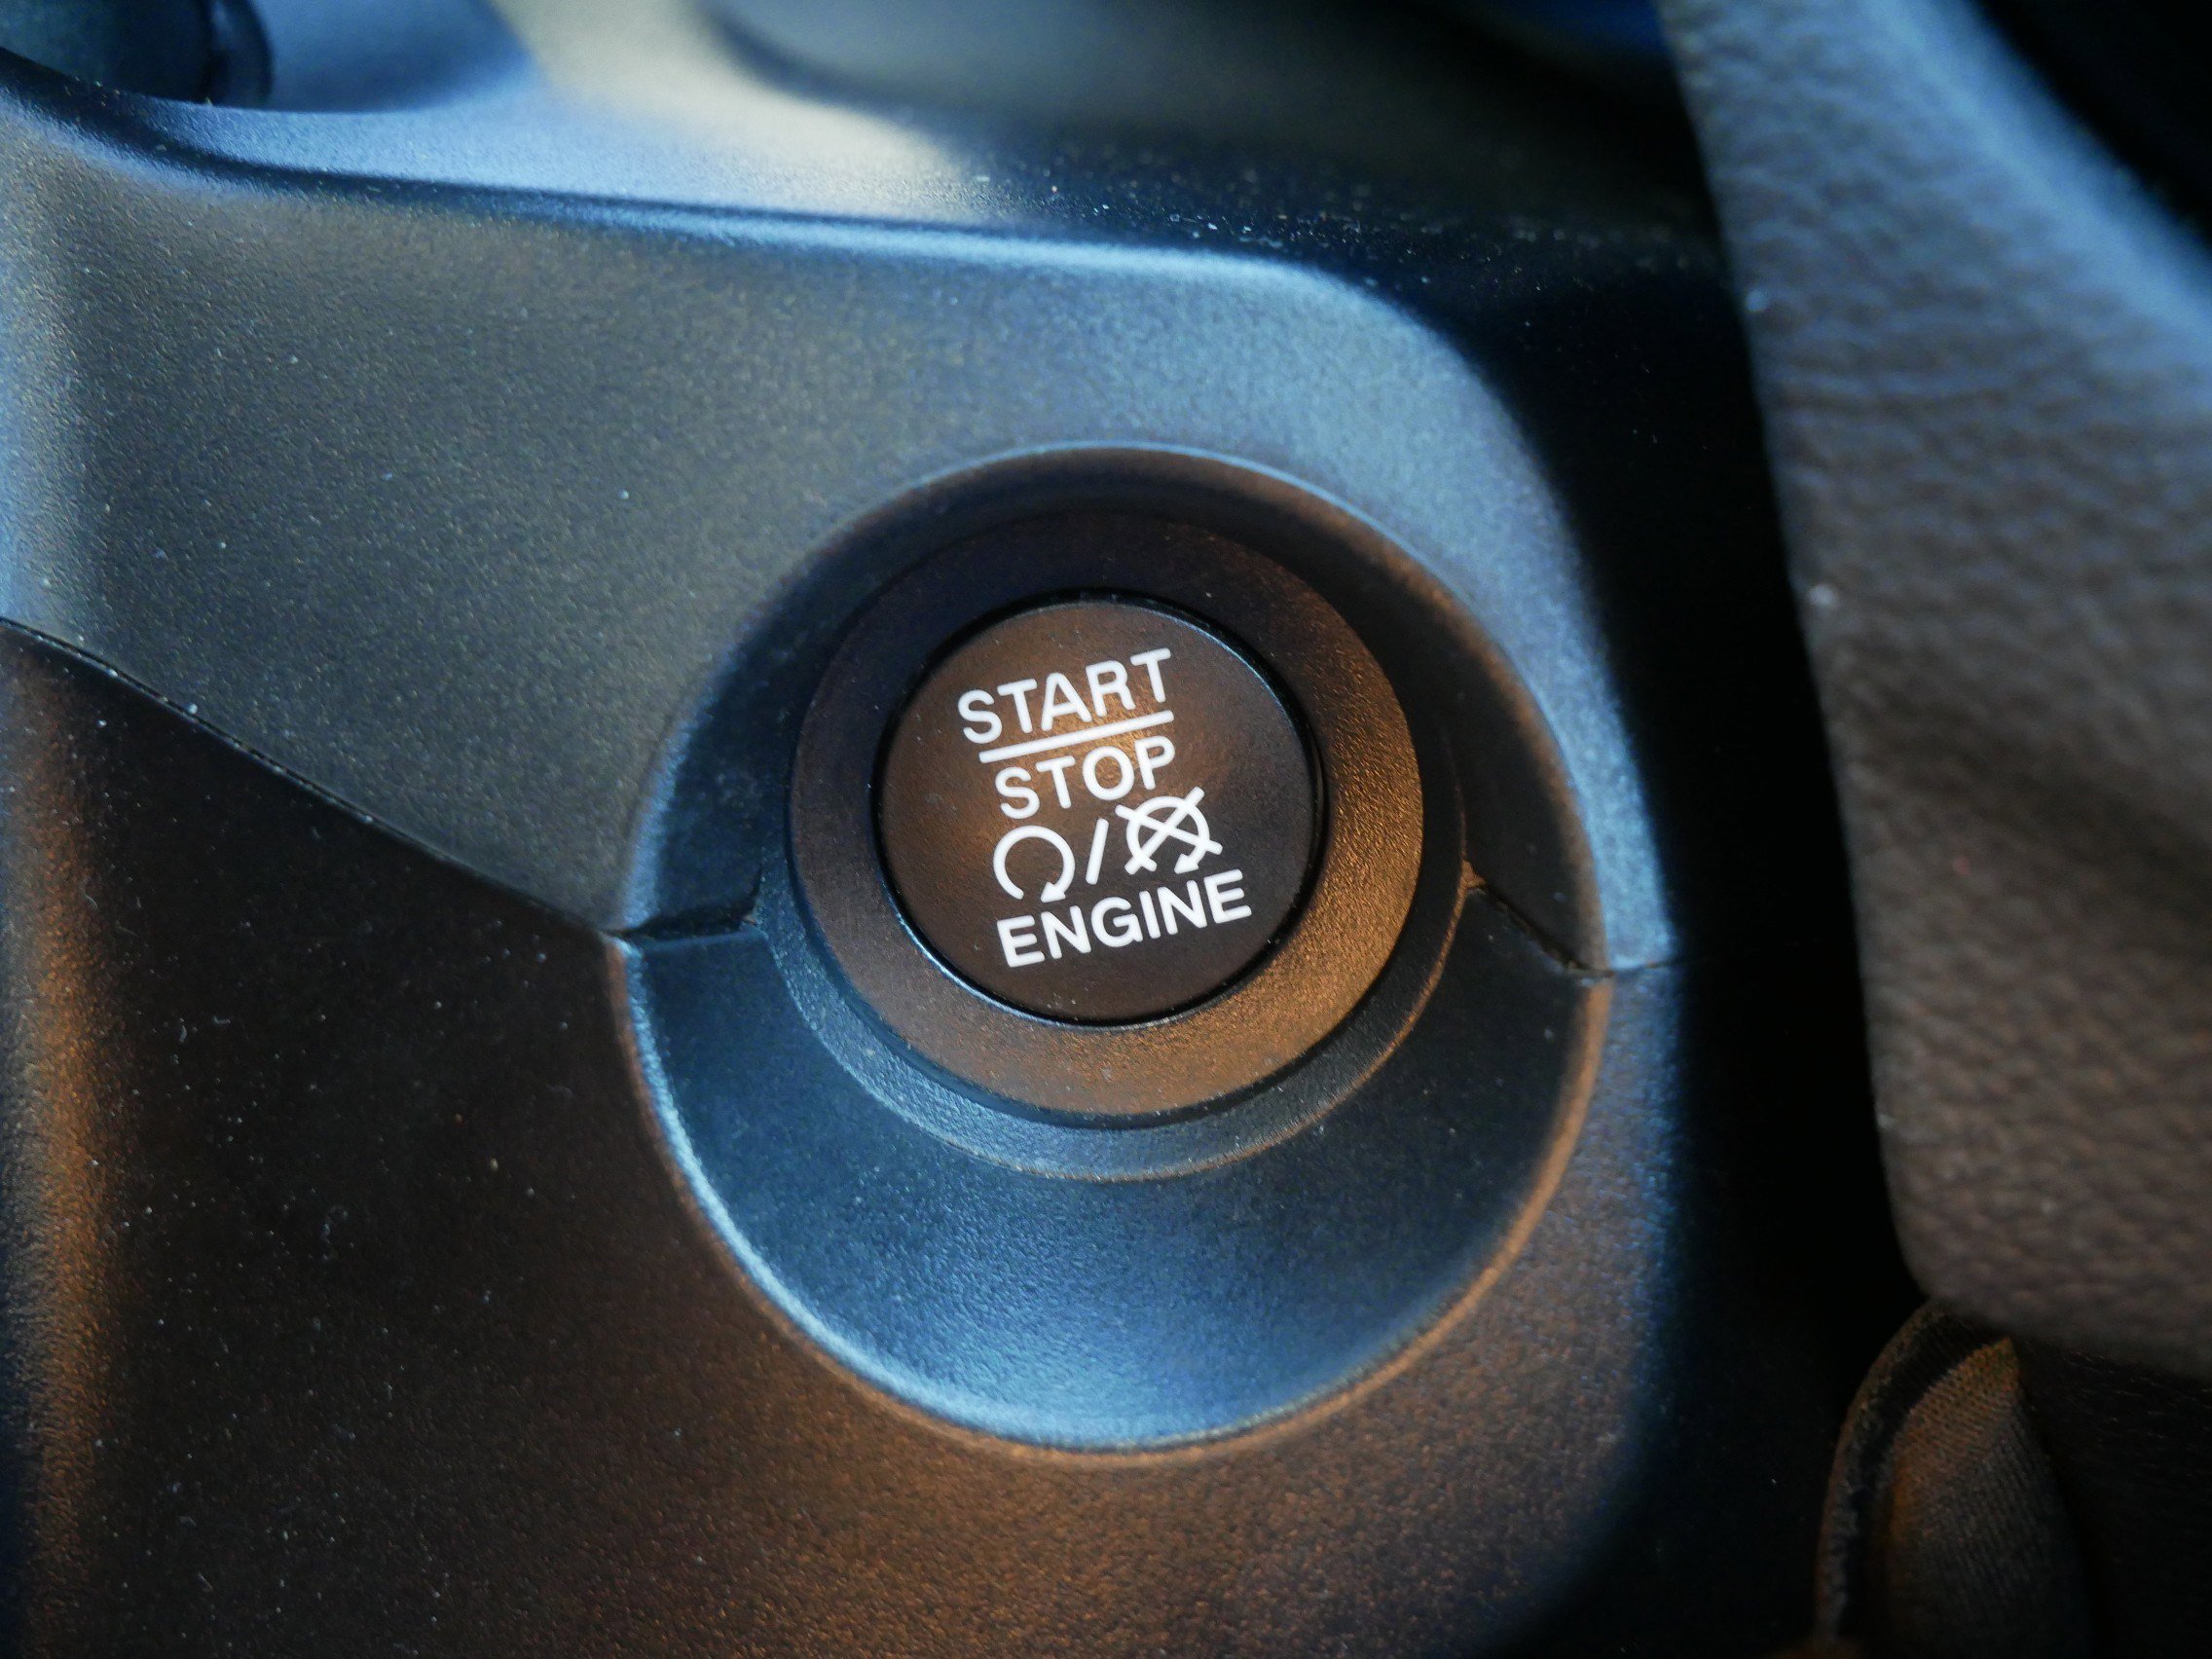 START
STOP
/
ENGINE